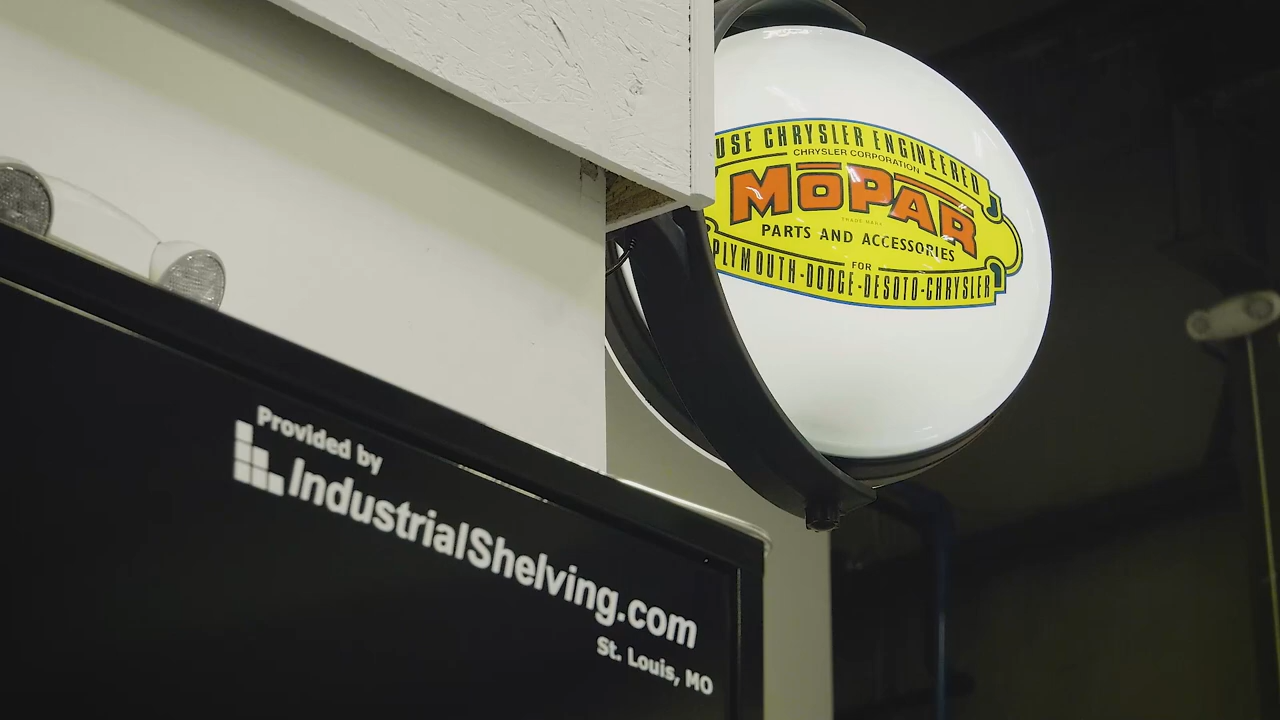 USE CHRYSLER ENGINEERED
CHRYSLER CORPORATION
MOPAR
TRADE MARK
PARTS AND ACCESSORIES
FOR
PLYMOUTH-DODGE-DESOTO-CHRYSLER
Provided by
IndustrialShelving.com
St. Louis, MO